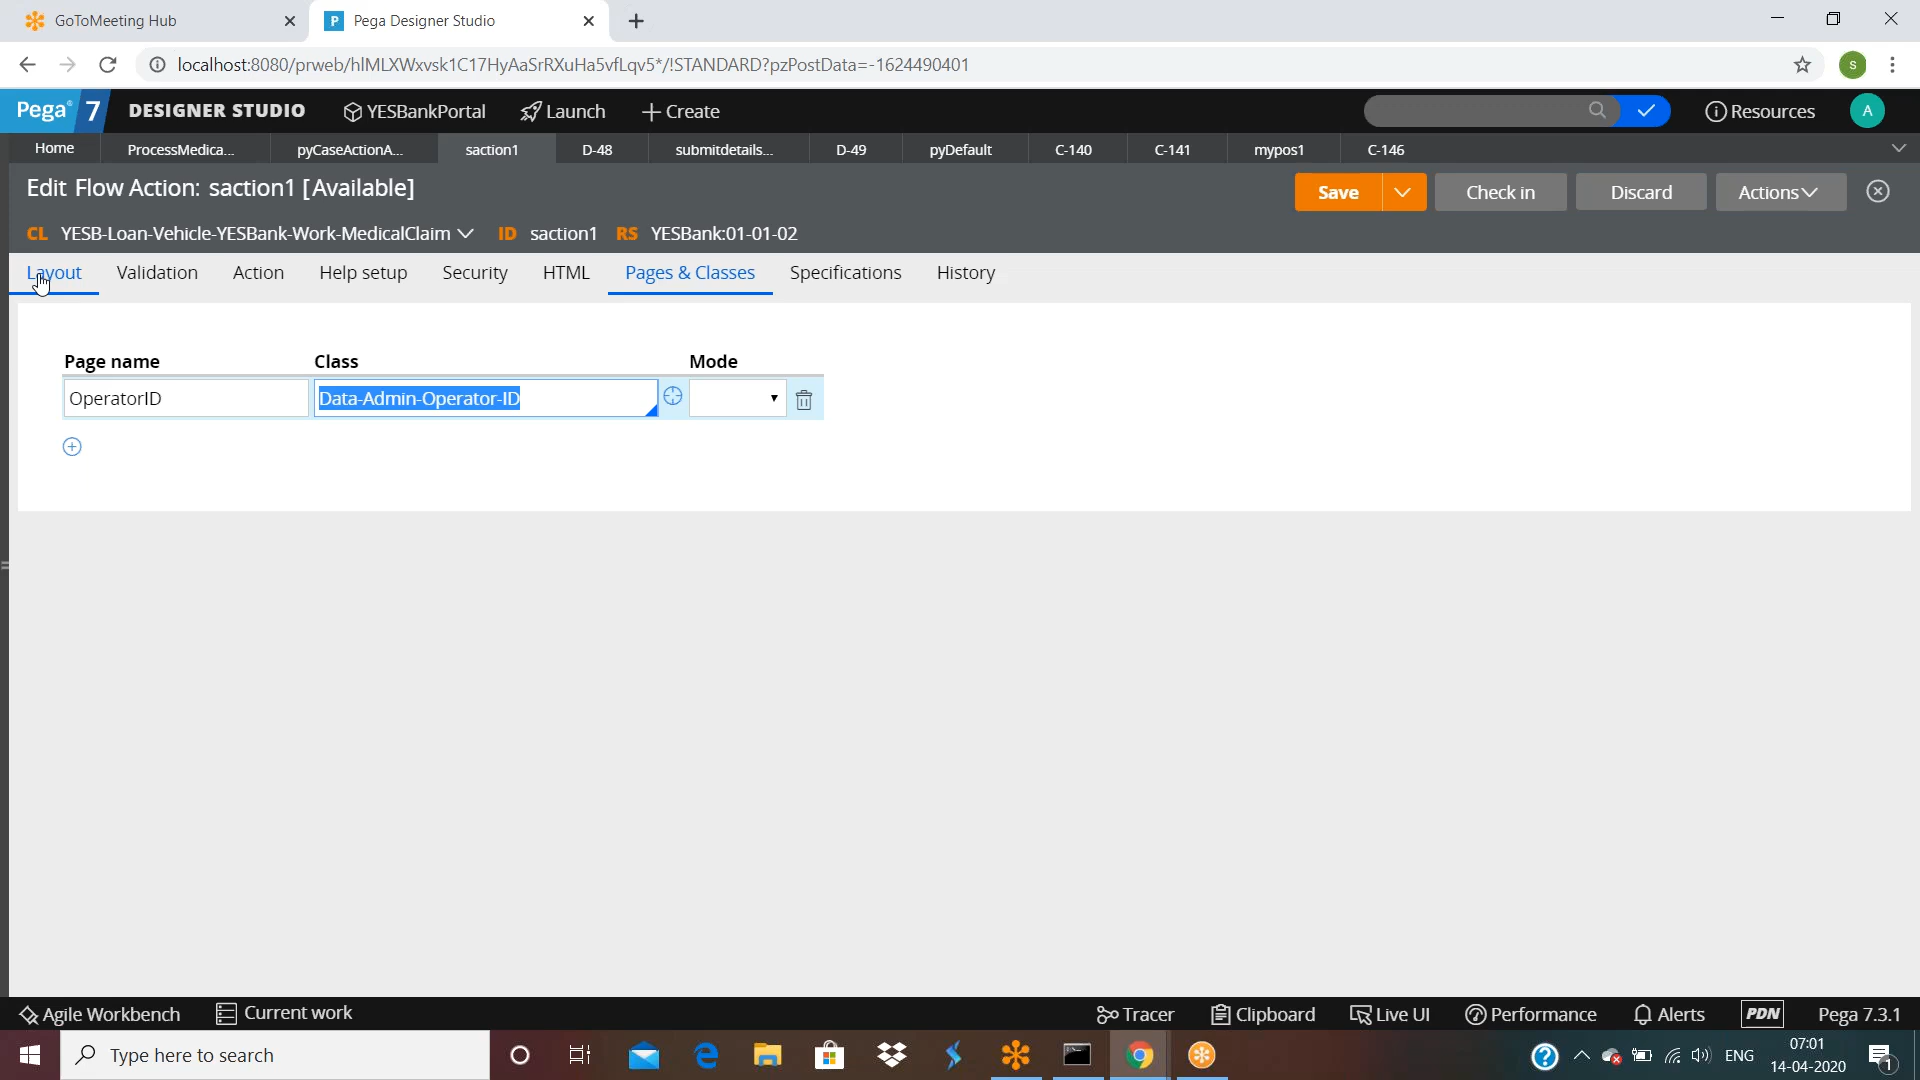 GoToMeeting Hub
P Pega Designer Studio
localhost:8080/prweb/hIMLXWxvsk1C17HyAaSrRXuHa5vfLqv5*/!STANDARD?pzPostData=-1624490401
s
Pega 7 DESIGNER STUDIO YESBankPortal Launch Create Resources A
Home ProcessMedica... pyCaseActionA... saction1 D-48 submitdetails... D-49 pyDefault C-140 C-141 mypos1 C-146
Edit Flow Action: saction1 [Available]
Save Check in Discard Actions
CL YESB-Loan-Vehicle-YESBank-Work-MedicalClaim ID saction1 RS YESBank:01-01-02
Layout Validation Action Help setup Security HTML Pages & Classes Specifications History
Page name Class Mode
OperatorID Data-Admin-Operator-ID
Agile Workbench Current work Tracer Clipboard Live UI Performance Alerts PDN Pega 7.3.1
Type here to search
ENG
07:01
14-04-2020
1